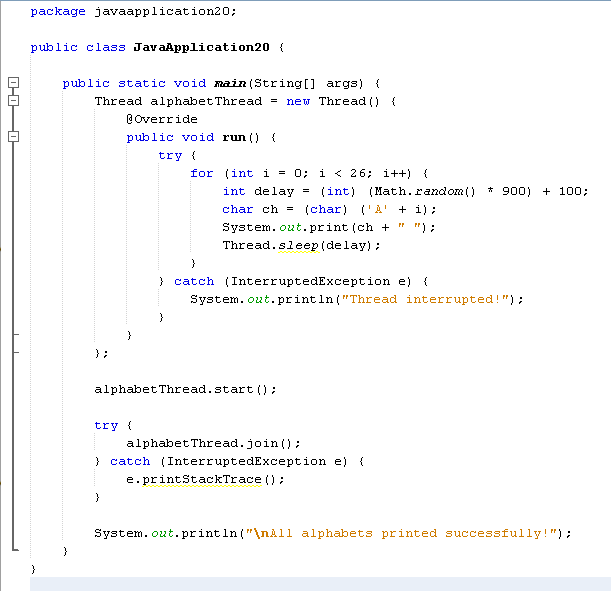 package javaapplication20;

public class JavaApplication20 {

    public static void main(String[] args) {
        Thread alphabetThread = new Thread() {
            @Override
            public void run() {
                try {
                    for (int i = 0; i < 26; i++) {
                        int delay = (int) (Math.random() * 900) + 100;
                        char ch = (char) ('A' + i);
                        System.out.print(ch + " ");
                        Thread.sleep(delay);
                    }
                } catch (InterruptedException e) {
                    System.out.println("Thread interrupted!");
                }
            }
        };

        alphabetThread.start();

        try {
            alphabetThread.join();
        } catch (InterruptedException e) {
            e.printStackTrace();
        }

        System.out.println("\nAll alphabets printed successfully!");
    }
}